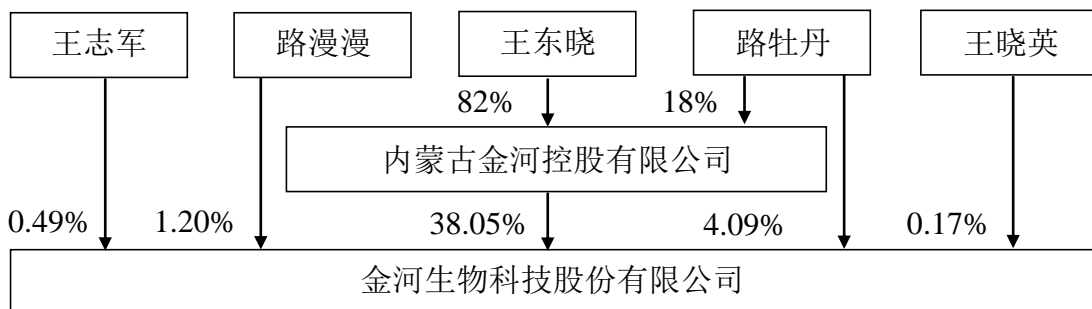 王志军
路漫漫
王东晓
路牡丹
王晓英
82%
18%
内蒙古金河控股有限公司
0.49%
1.20%
38.05%
4.09%
0.17%
金河生物科技股份有限公司